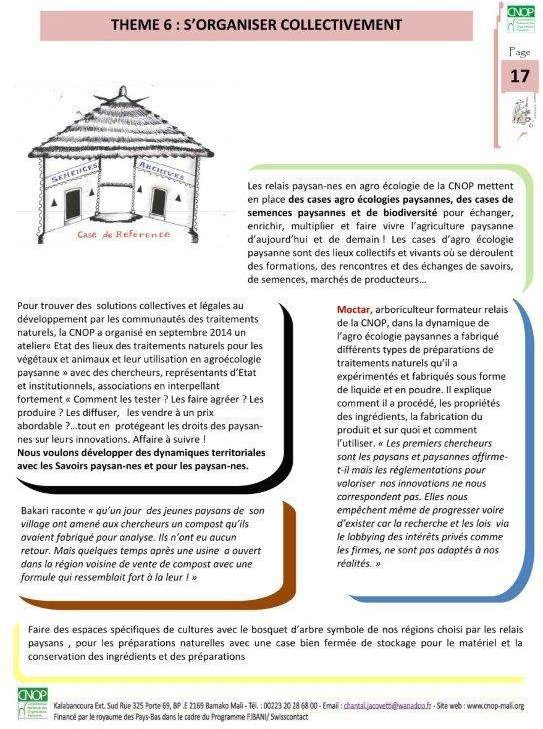 THEME 6 : S’ORGANISER COLLECTIVEMENT
CNOP
Page
17
SEMENCES
ARCHIVES
Case de Reférence
Les relais paysan-nes en agro écologie de la CNOP mettent
en place des cases agro écologies paysannes, des cases de
semences paysannes et de biodiversité pour échanger,
enrichir, multiplier et faire vivre l’agriculture paysanne
d’aujourd’hui et de demain ! Les cases d’agro écologie
paysanne sont des lieux collectifs et vivants où se déroulent
des formations, des rencontres et des échanges de savoirs,
de semences, marchés de producteurs…
Pour trouver des solutions collectives et légales au
développement par les communautés des traitements
naturels, la CNOP a organisé en septembre 2014 un
atelier« Etat des lieux des traitements naturels pour les
végétaux et animaux et leur utilisation en agroécologie
paysanne » avec des chercheurs, représentants d’Etat
et institutionnels, associations en interpellant
fortement « Comment les tester ? Les faire agréer ? Les
produire ? Les diffuser, les vendre à un prix
abordable ?…tout en protégeant les droits des paysan-
nes sur leurs innovations. Affaire à suivre !
Nous voulons développer des dynamiques territoriales
avec les Savoirs paysan-nes et pour les paysan-nes.
Moctar, arboriculteur formateur relais
de la CNOP, dans la dynamique de
l’agro écologie paysannes a fabriqué
différents types de préparations de
traitements naturels qu’il a
expérimentés et fabriqués sous forme
de liquide et en poudre. Il explique
comment il a procédé, les propriétés
des ingrédients, la fabrication du
produit et sur quoi et comment
l’utiliser. « Les premiers chercheurs
sont les paysans et paysannes affirme-
t-il mais les réglementations pour
valoriser nos innovations ne nous
correspondent pas. Elles nous
empêchent même de progresser voire
d’exister car la recherche et les lois via
le lobbying des intérêts privés comme
les firmes, ne sont pas adaptés à nos
réalités. »
Bakari raconte « qu’un jour des jeunes paysans de son
village ont amené aux chercheurs un compost qu’ils
avaient fabriqué pour analyse. Ils n’ont eu aucun
retour. Mais quelques temps après une usine a ouvert
dans la région voisine de vente de compost avec une
formule qui ressemblait fort à la leur ! »
Faire des espaces spécifiques de cultures avec le bosquet d’arbre symbole de nos régions choisi par les relais
paysans , pour les préparations naturelles avec une case bien fermée de stockage pour le matériel et la
conservation des ingrédients et des préparations
CNOP
Kalabancoura Ext. Sud Rue 325 Porte 69, BP .E 2169 Bamako Mali - Tél. : 00223 20 28 68 00 - Email : chantal.jacovetti@wanadoo.fr - Site web : www.cnop-mali.org
Financé par le royaume des Pays-Bas dans le cadre du Programme FIBANI/ Swisscontact